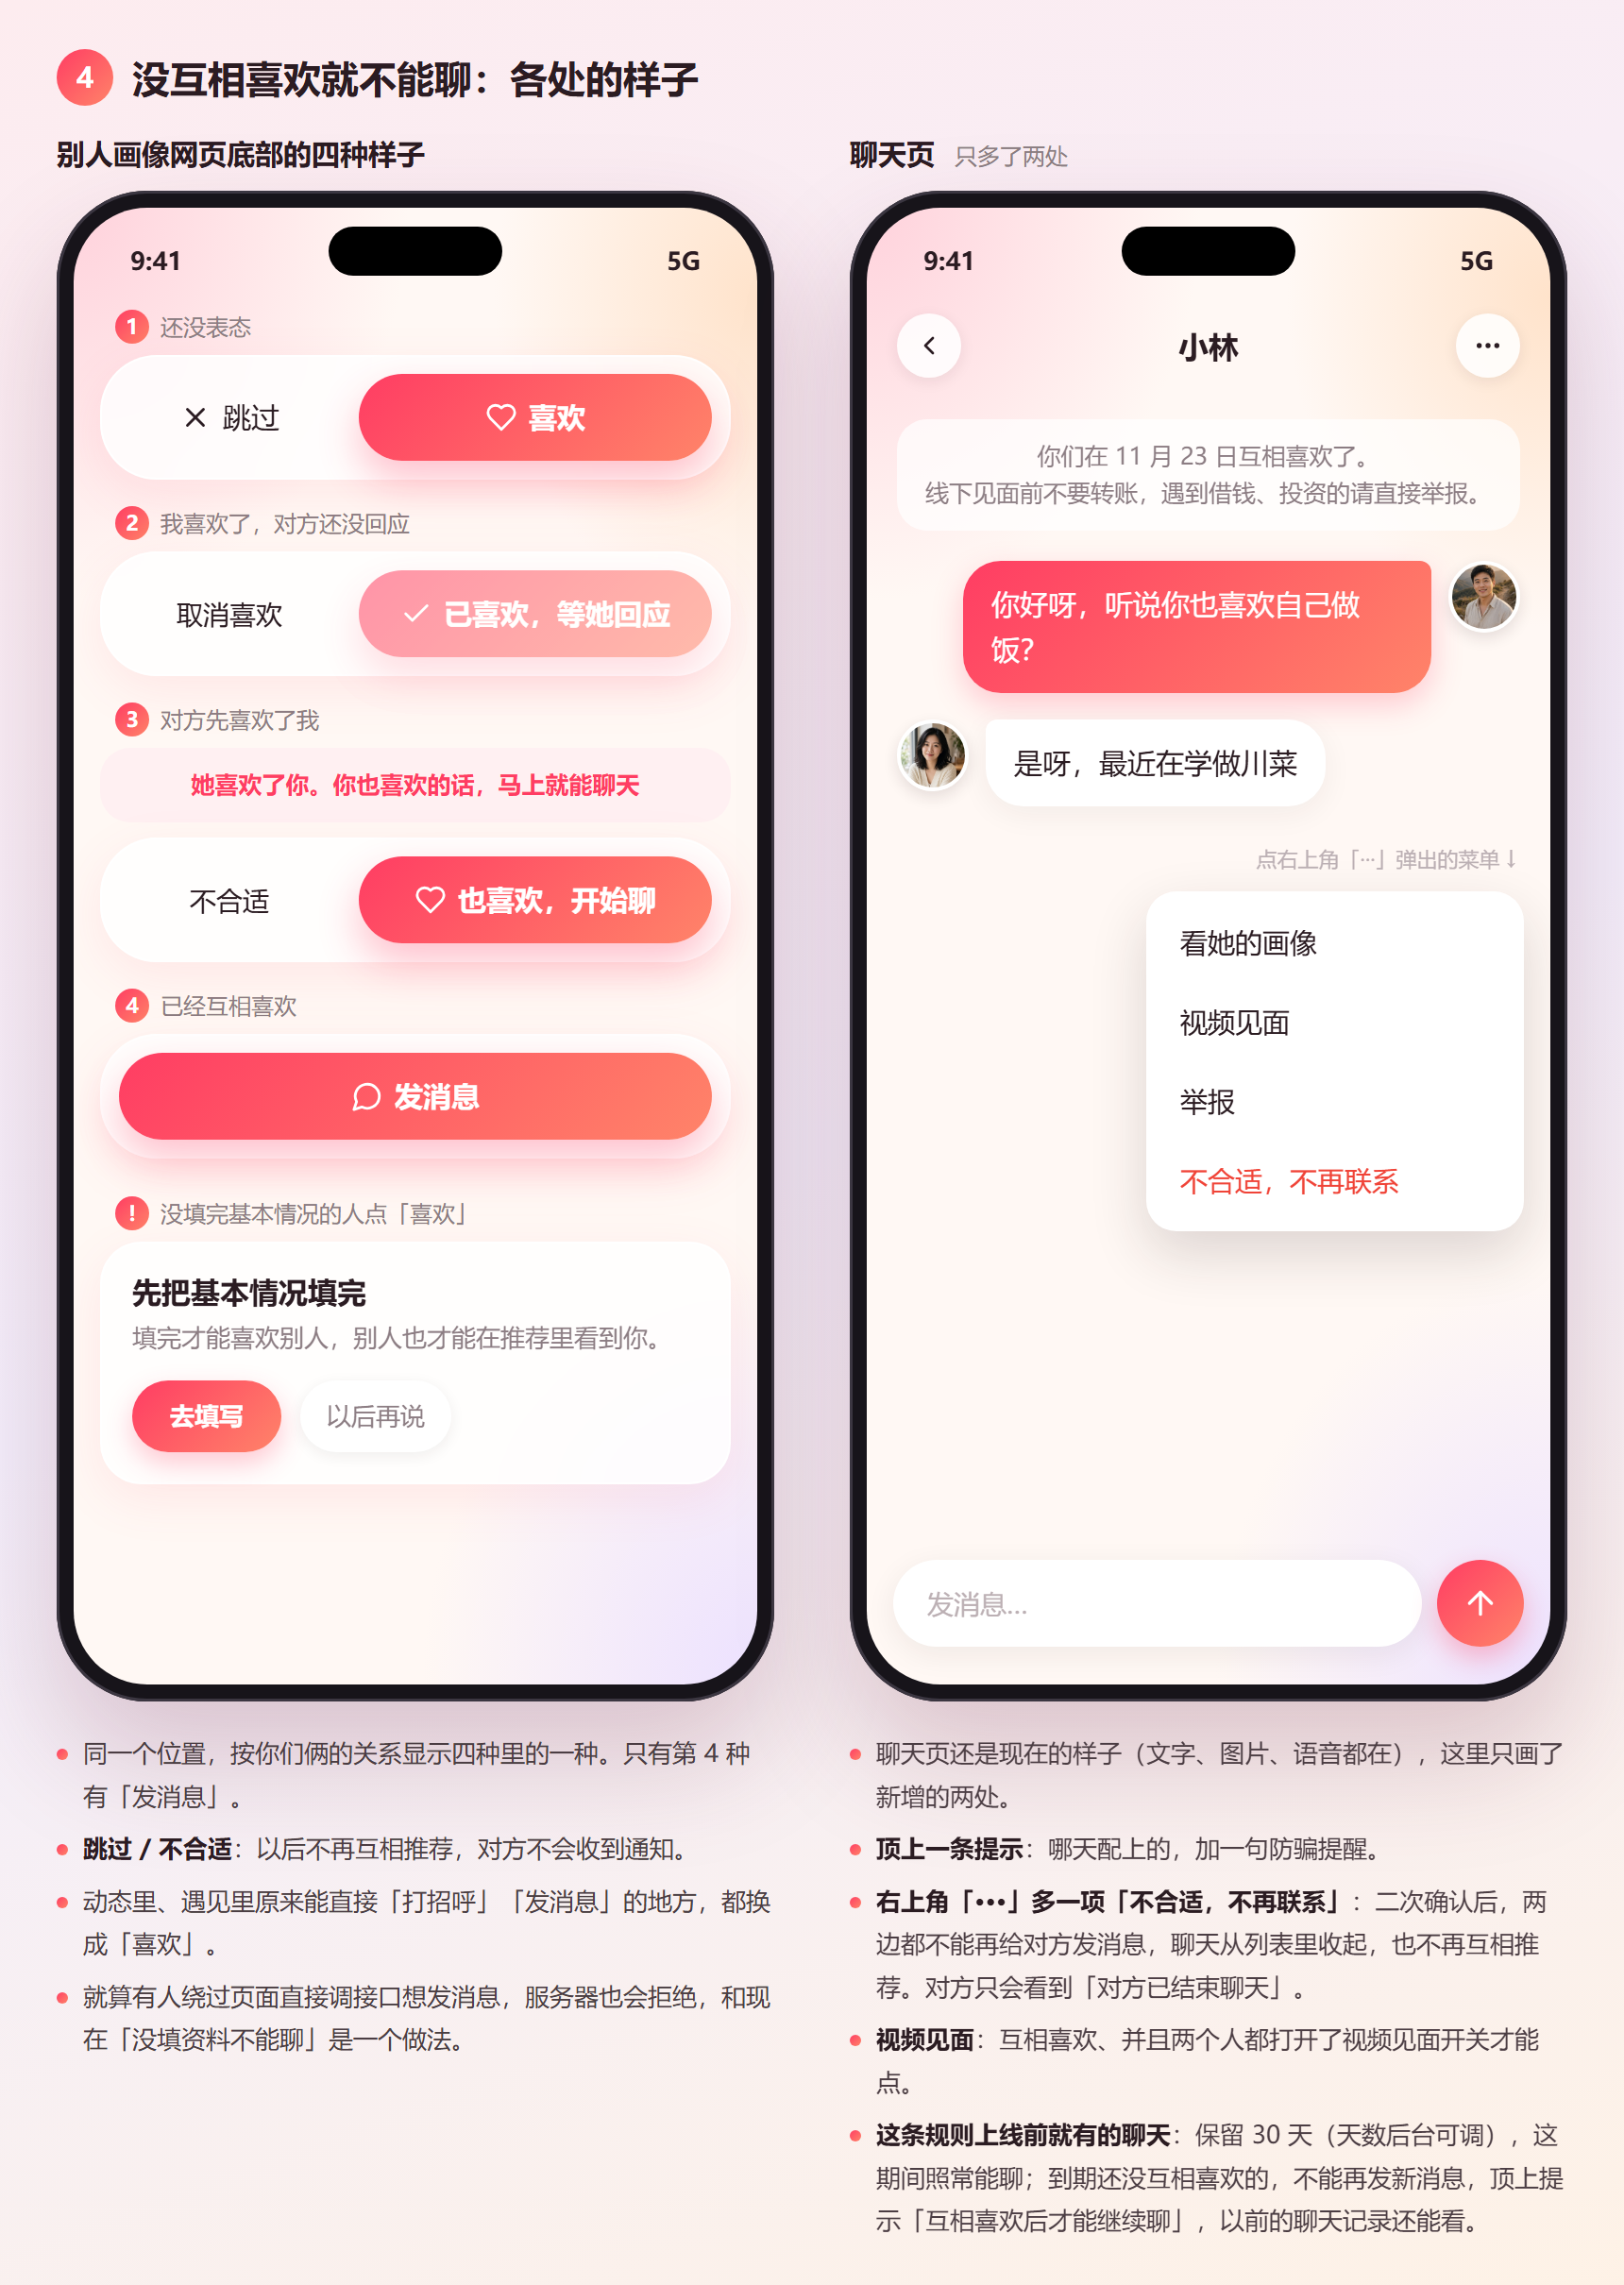 4 没互相喜欢就不能聊：各处的样子
别人画像网页底部的四种样子
9:41 5G
1 还没表态
跳过 喜欢
2 我喜欢了，对方还没回应
取消喜欢 已喜欢，等她回应
3 对方先喜欢了我
她喜欢了你。你也喜欢的话，马上就能聊天
不合适 也喜欢，开始聊
4 已经互相喜欢
发消息
! 没填完基本情况的人点「喜欢」
先把基本情况填完
填完才能喜欢别人，别人也才能在推荐里看到你。
去填写 以后再说
同一个位置，按你们俩的关系显示四种里的一种。只有第 4 种
有「发消息」。
跳过 / 不合适：以后不再互相推荐，对方不会收到通知。
动态里、遇见里原来能直接「打招呼」「发消息」的地方，都换
成「喜欢」。
就算有人绕过页面直接调接口想发消息，服务器也会拒绝，和现
在「没填资料不能聊」是一个做法。
聊天页 只多了两处
9:41 5G
小林
你们在 11 月 23 日互相喜欢了。
线下见面前不要转账，遇到借钱、投资的请直接举报。
你好呀，听说你也喜欢自己做
饭？
是呀，最近在学做川菜
点右上角「···」弹出的菜单 ↓
看她的画像
视频见面
举报
不合适，不再联系
发消息...
聊天页还是现在的样子（文字、图片、语音都在），这里只画了
新增的两处。
顶上一条提示：哪天配上的，加一句防骗提醒。
右上角「···」多一项「不合适，不再联系」：二次确认后，两
边都不能再给对方发消息，聊天从列表里收起，也不再互相推
荐。对方只会看到「对方已结束聊天」。
视频见面：互相喜欢、并且两个人都打开了视频见面开关才能
点。
这条规则上线前就有的聊天：保留 30 天（天数后台可调），这
期间照常能聊；到期还没互相喜欢的，不能再发新消息，顶上提
示「互相喜欢后才能继续聊」，以前的聊天记录还能看。